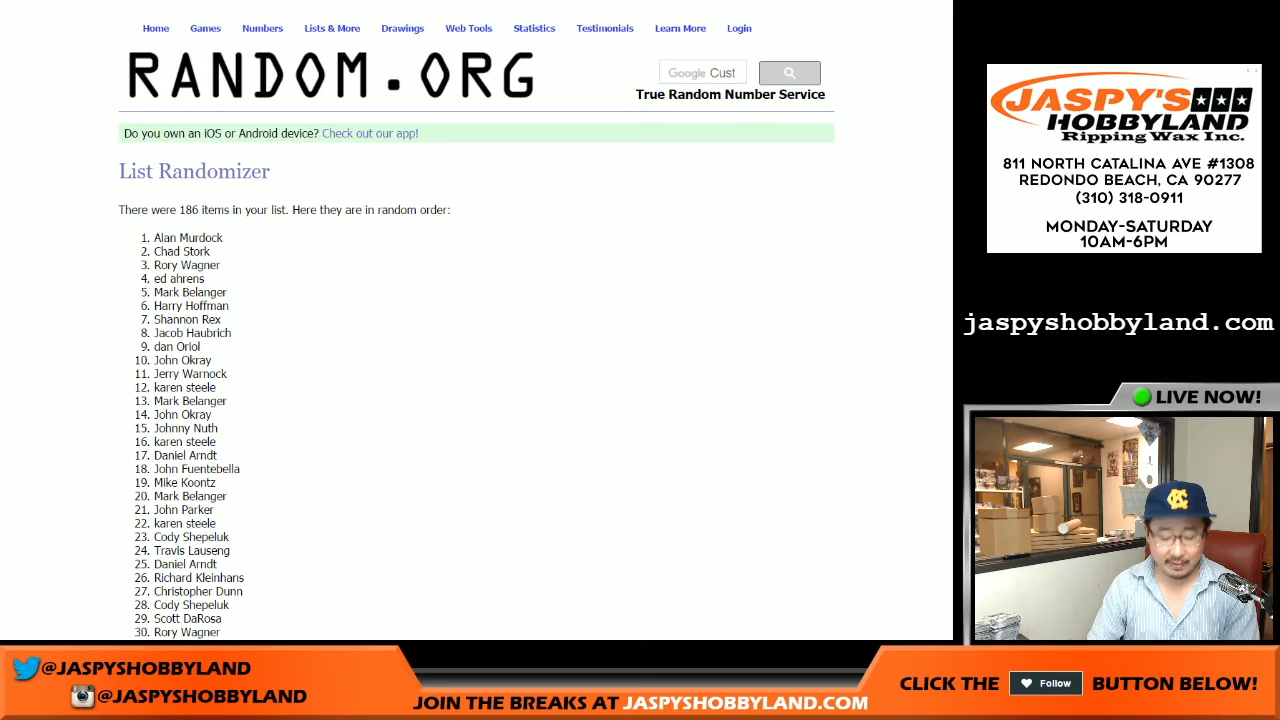 Home Games Numbers Lists & More Drawings Web Tools Statistics Testimonials Learn More Login
RANDOM.ORG
Google Cust
True Random Number Service
Do you own an iOS or Android device? Check out our app!
List Randomizer
There were 186 items in your list. Here they are in random order:
1. Alan Murdock
2. Chad Stork
3. Rory Wagner
4. ed ahrens
5. Mark Belanger
6. Harry Hoffman
7. Shannon Rex
8. Jacob Haubrich
9. dan Oriol
10. John Okray
11. Jerry Warnock
12. karen steele
13. Mark Belanger
14. John Okray
15. Johnny Nuth
16. karen steele
17. Daniel Arndt
18. John Fuentebella
19. Mike Koontz
20. Mark Belanger
21. John Parker
22. karen steele
23. Cody Shepeluk
24. Travis Lauseng
25. Daniel Arndt
26. Richard Kleinhans
27. Christopher Dunn
28. Cody Shepeluk
29. Scott DaRosa
30. Rory Wagner
JASPY'S
HOBBYLAND
Ripping Wax Inc.
811 NORTH CATALINA AVE #1308
REDONDO BEACH, CA 90277
(310) 318-0911
MONDAY-SATURDAY
10AM-6PM
jaspyshobbyland.com
LIVE NOW!
KC
@JASPYSHOBBYLAND
@JASPYSHOBBYLAND
JOIN THE BREAKS AT JASPYSHOBBYLAND.COM
CLICK THE Follow BUTTON BELOW!